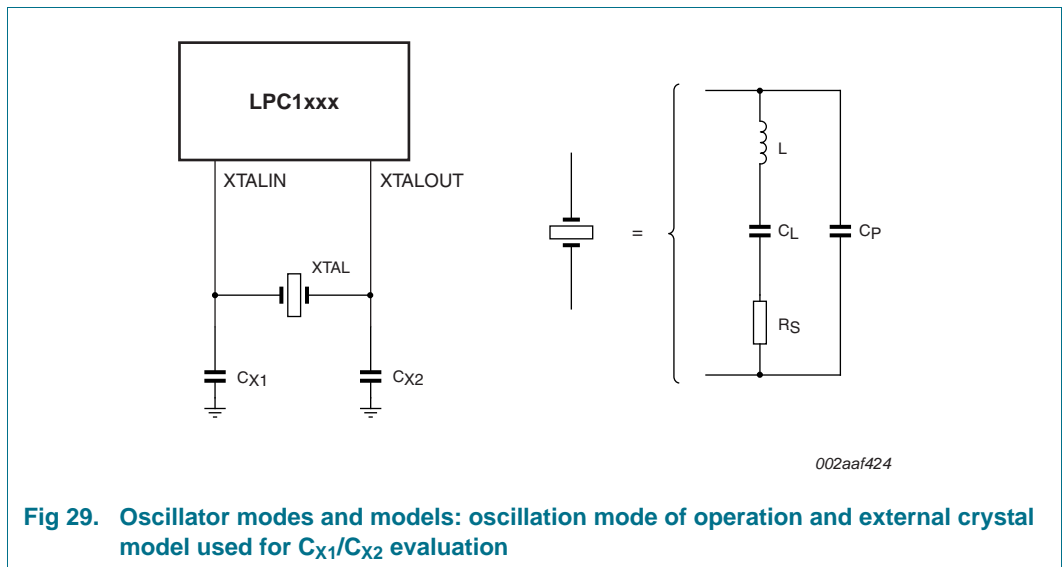 LPC1xxx
XTALIN
XTALOUT
XTAL
CX1
CX2
=
L
CL
CP
RS
002aaf424
Fig 29. Oscillator modes and models: oscillation mode of operation and external crystal
model used for CX1/CX2 evaluation